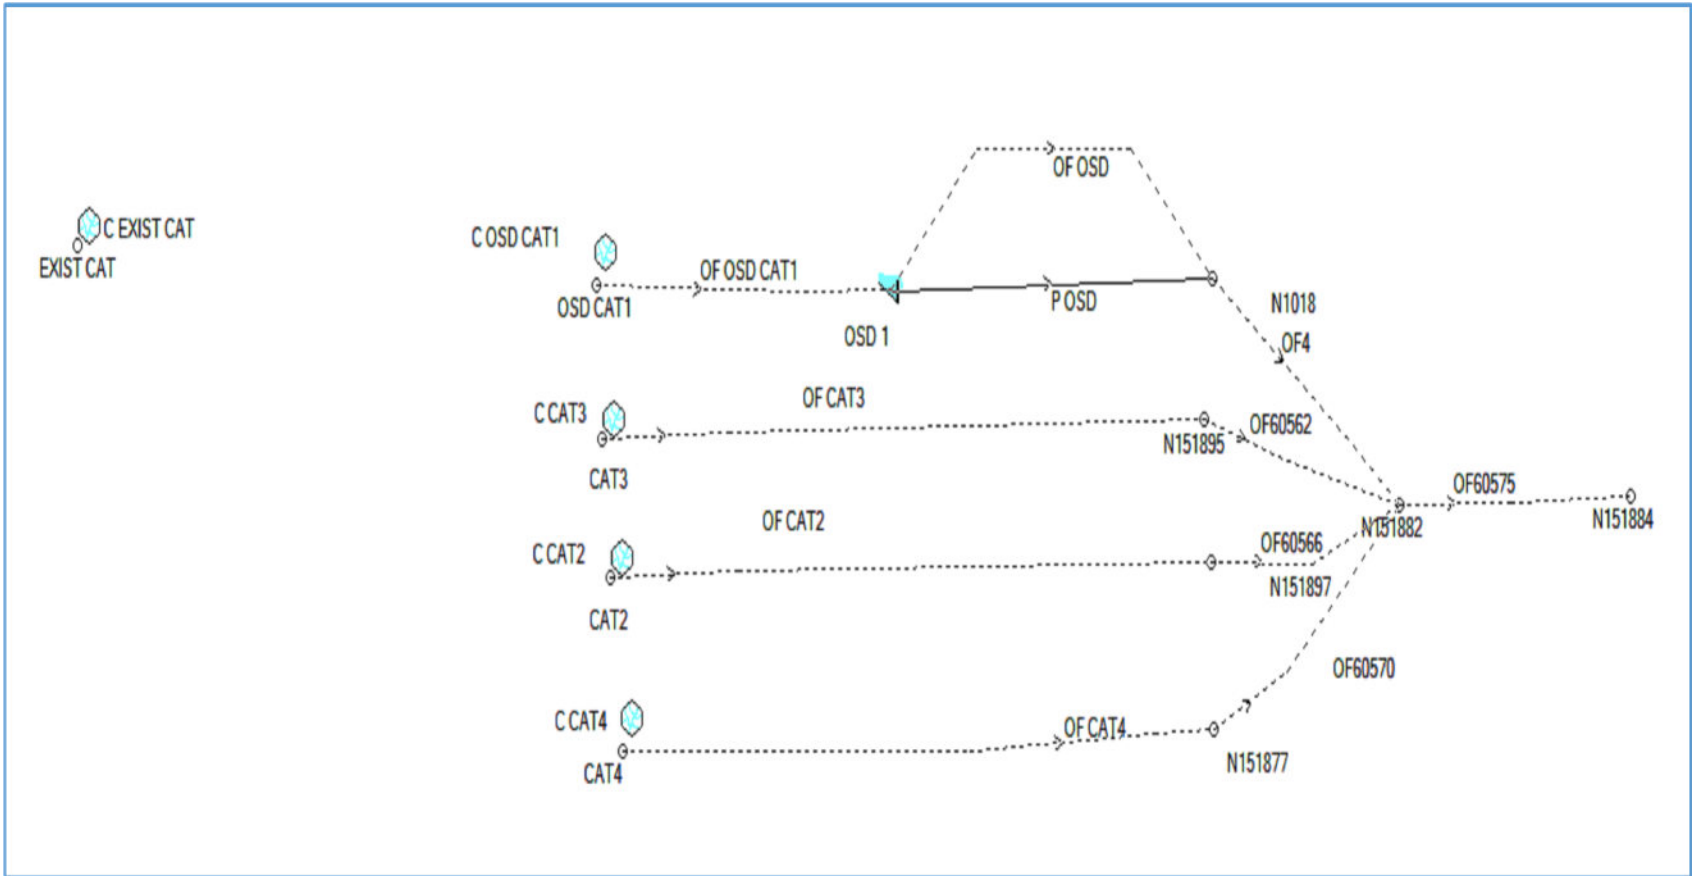 OF OSD
C EXIST CAT
EXIST CAT
C OSD CAT1
OF OSD CAT1
OSD CAT1
P OSD
N1018
OSD 1
OF4
C CAT3
OF CAT3
OF60562
N151895
CAT3
OF60575
OF CAT2
N151882
N151884
C CAT2
OF60566
N151897
CAT2
OF60570
C CAT4
OF CAT4
N151877
CAT4